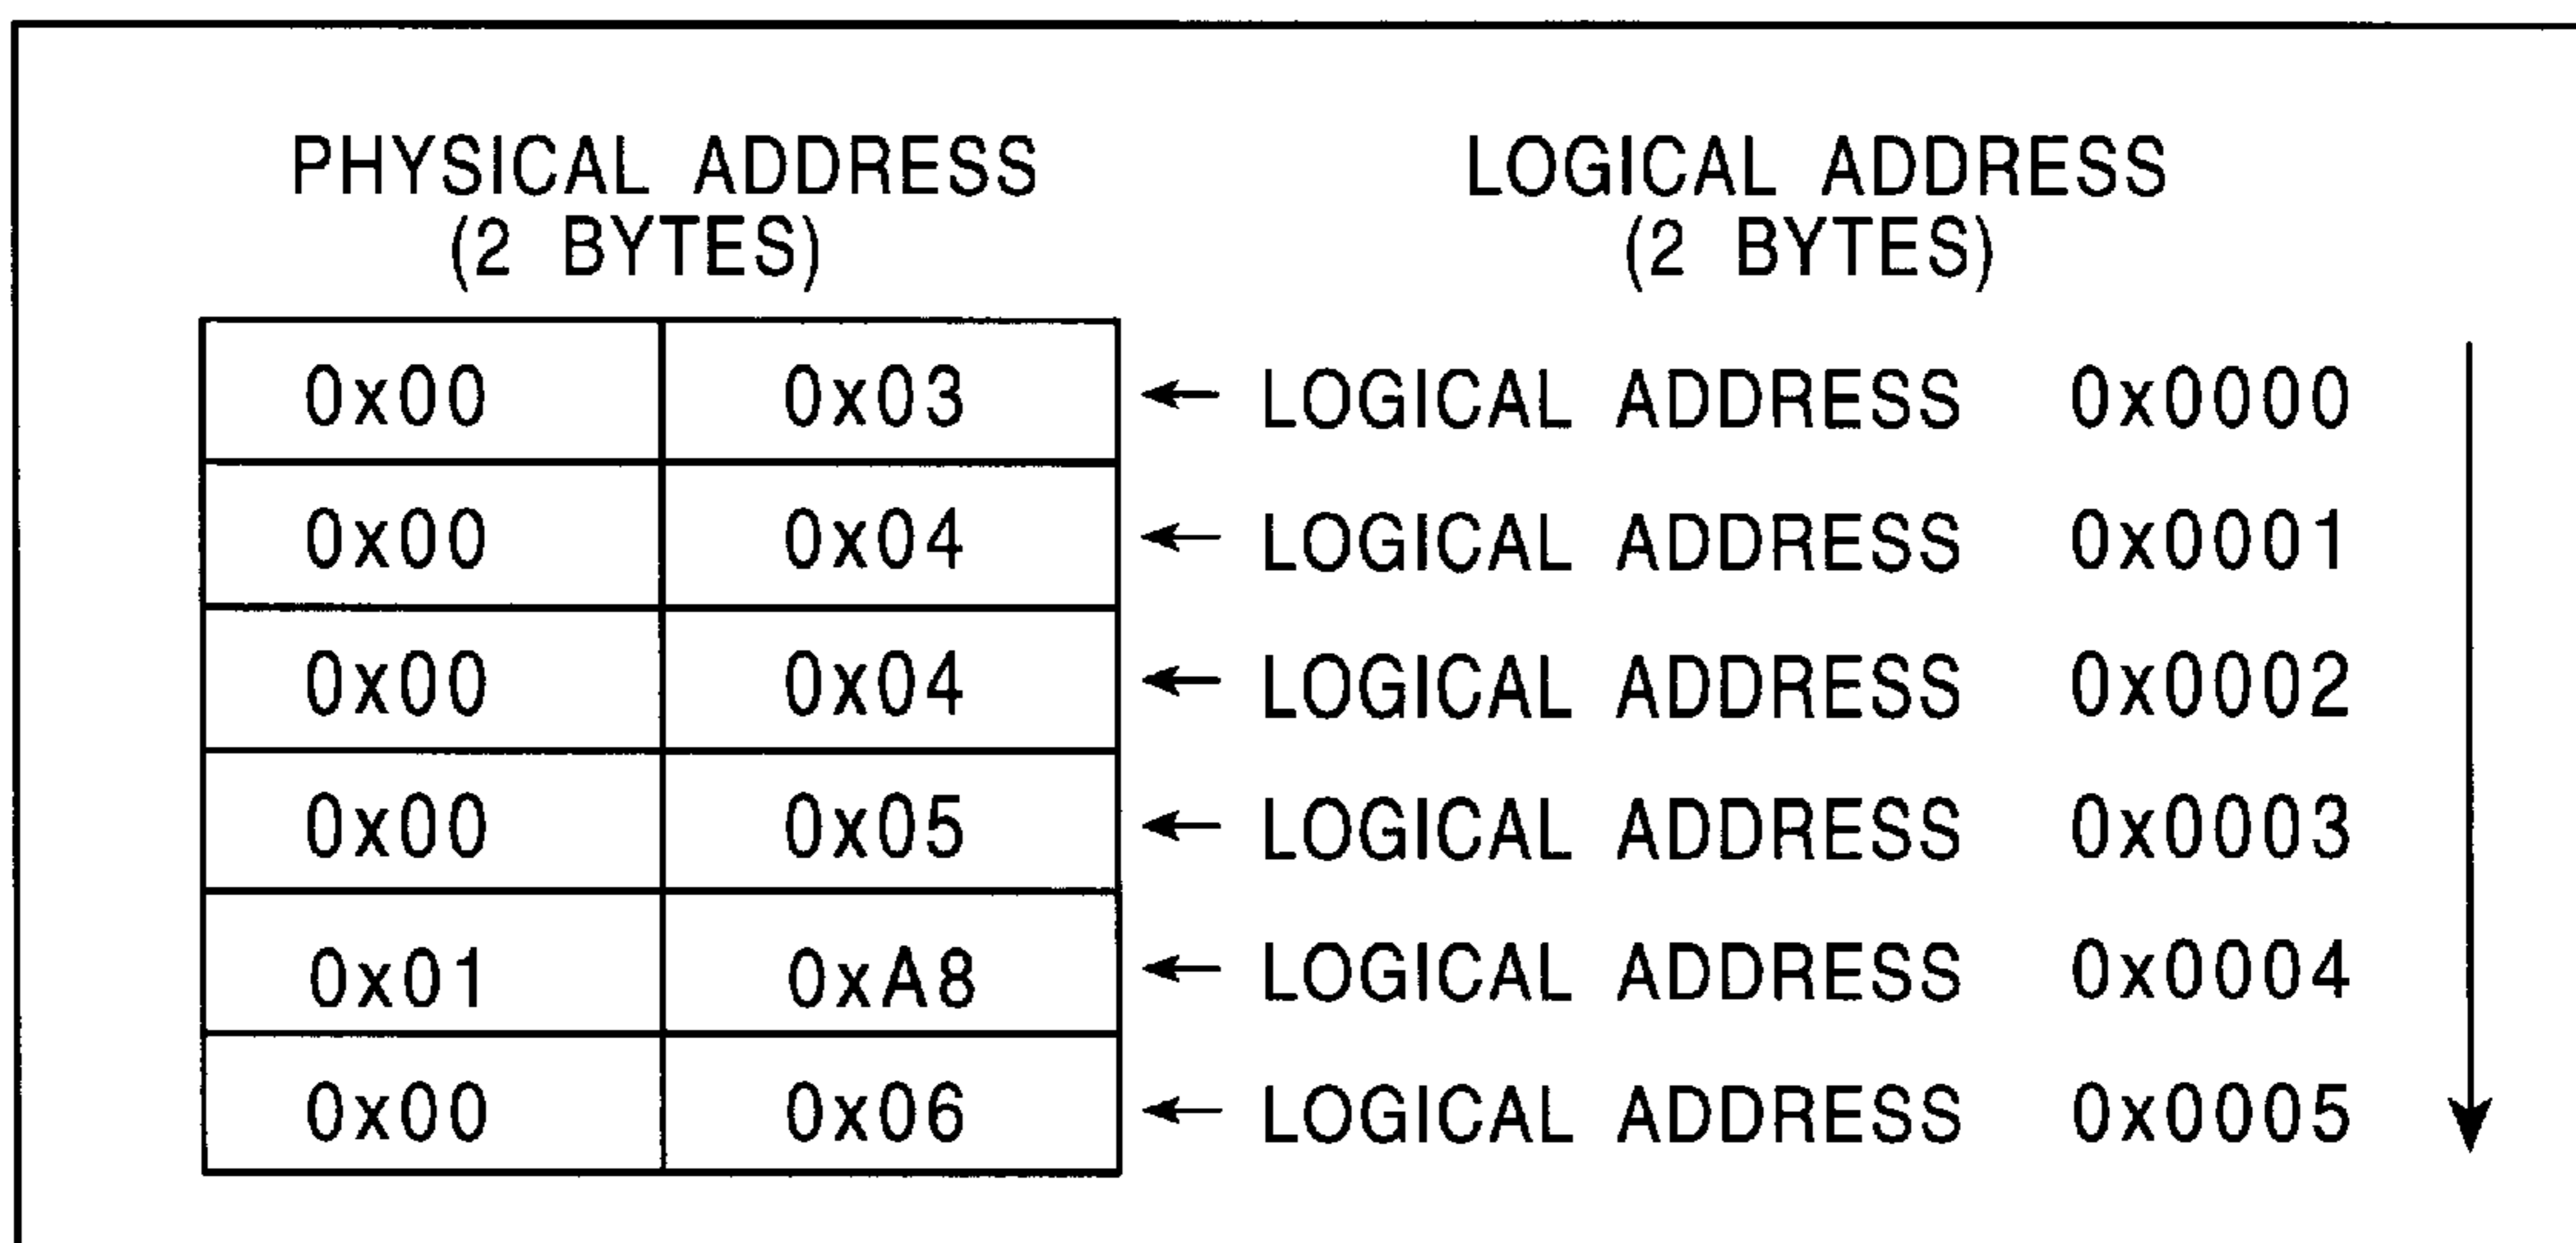 PHYSICAL ADDRESS LOGICAL ADDRESS
(2 BYTES) (2 BYTES)
0x00 0x03 ← LOGICAL ADDRESS 0x0000
0x00 0x04 ← LOGICAL ADDRESS 0x0001
0x00 0x04 ← LOGICAL ADDRESS 0x0002
0x00 0x05 ← LOGICAL ADDRESS 0x0003
0x01 0xA8 ← LOGICAL ADDRESS 0x0004
0x00 0x06 ← LOGICAL ADDRESS 0x0005